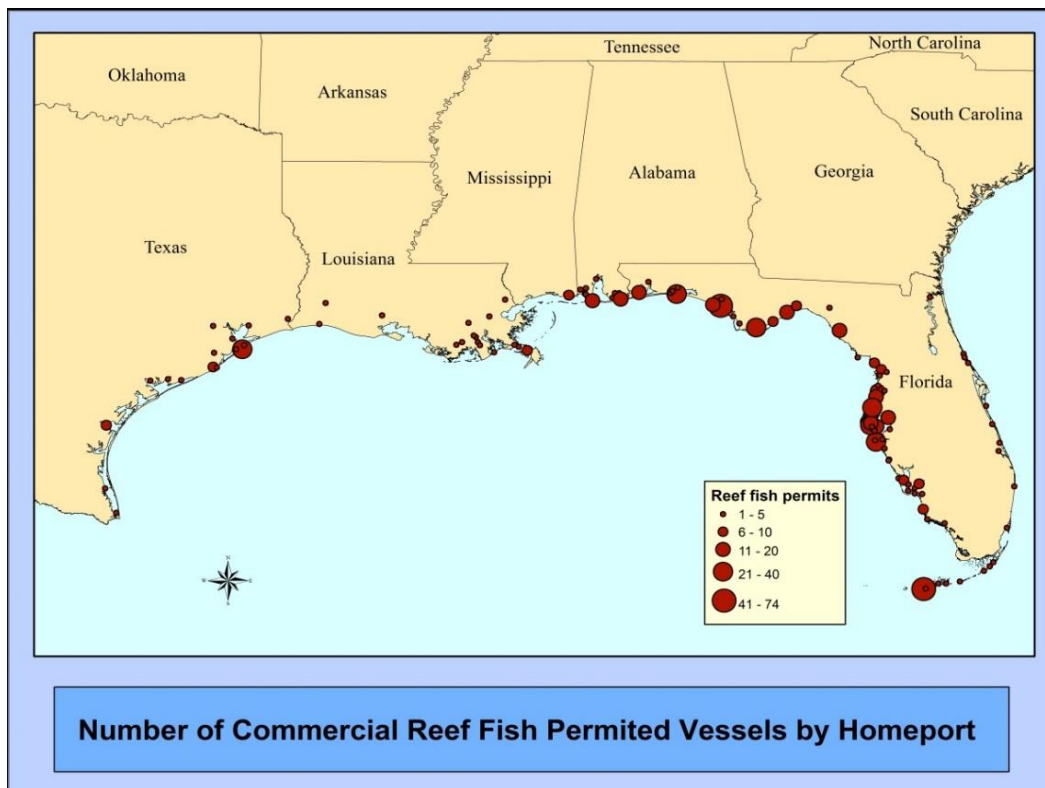 Tennessee
North Carolina
Oklahoma
Arkansas
South Carolina
Mississippi
Alabama
Georgia
Texas
Louisiana
Florida
Reef fish permits
1 - 5
6 - 10
11 - 20
21 - 40
41 - 74
Number of Commercial Reef Fish Permited Vessels by Homeport